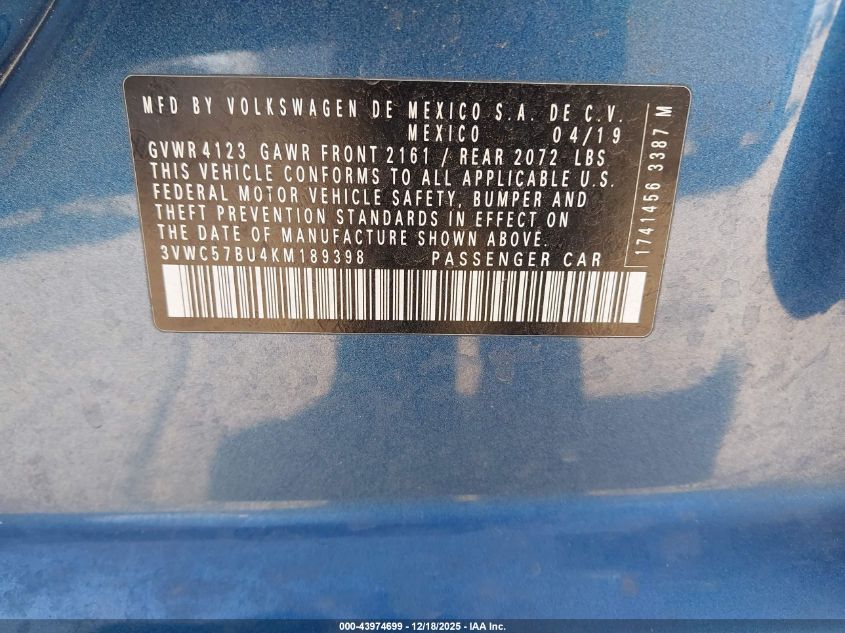 MFD BY VOLKSWAGEN DE MEXICO S.A. DE C.V.
MEXICO 04/19
GVWR 4123 GAWR FRONT 2161 / REAR 2072 LBS
THIS VEHICLE CONFORMS TO ALL APPLICABLE U.S.
FEDERAL MOTOR VEHICLE SAFETY, BUMPER AND
THEFT PREVENTION STANDARDS IN EFFECT ON
THE DATE OF MANUFACTURE SHOWN ABOVE.
3VWC57BU4KM189398 PASSENGER CAR
1741456 3387 M
000-43974699 - 12/18/2025 - IAA Inc.